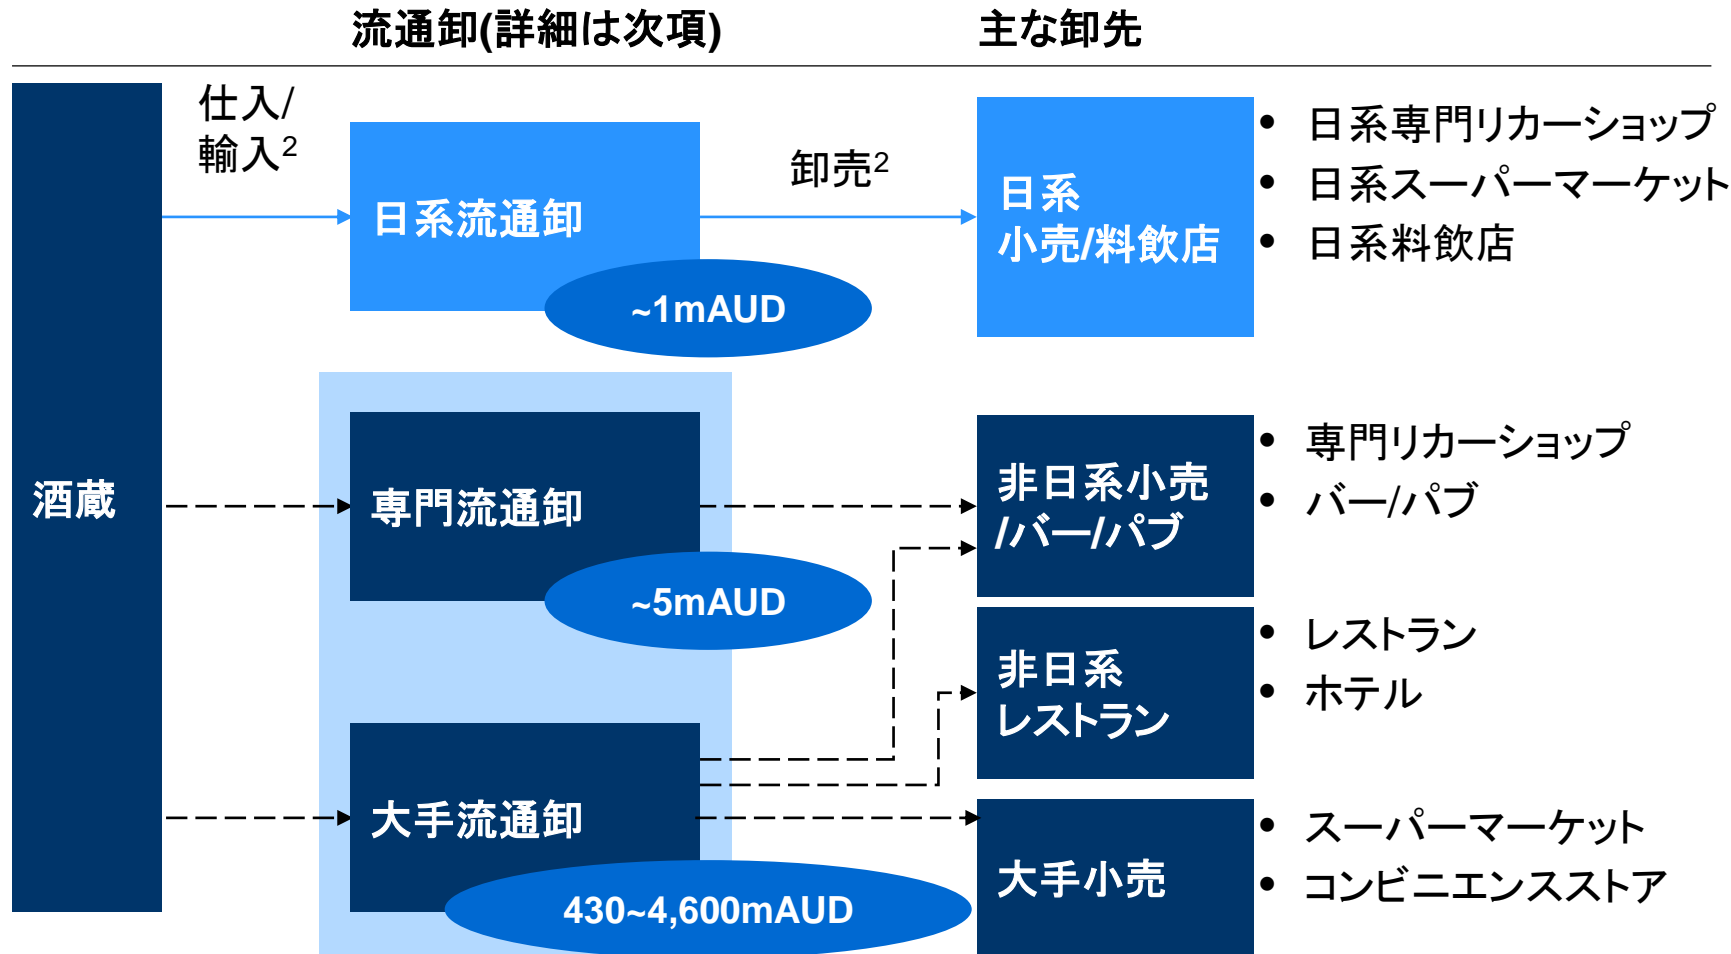 流通卸(詳細は次項)
主な卸先
仕入/
輸入2
卸売2
酒蔵
日系流通卸
~1mAUD
日系
小売/料飲店
• 日系専門リカーショップ
• 日系スーパーマーケット
• 日系料飲店
専門流通卸
~5mAUD
非日系小売
/バー/パブ
• 専門リカーショップ
• バー/パブ
非日系
レストラン
• レストラン
• ホテル
大手流通卸
430~4,600mAUD
大手小売
• スーパーマーケット
• コンビニエンスストア